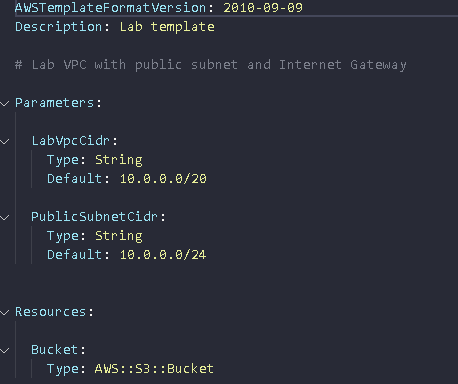 AWSTemplateFormatVersion: 2010-09-09
Description: Lab template
# Lab VPC with public subnet and Internet Gateway
Parameters:
LabVpcCidr:
Type: String
Default: 10.0.0.0/20
PublicSubnetCidr:
Type: String
Default: 10.0.0.0/24
Resources:
Bucket:
Type: AWS::S3::Bucket